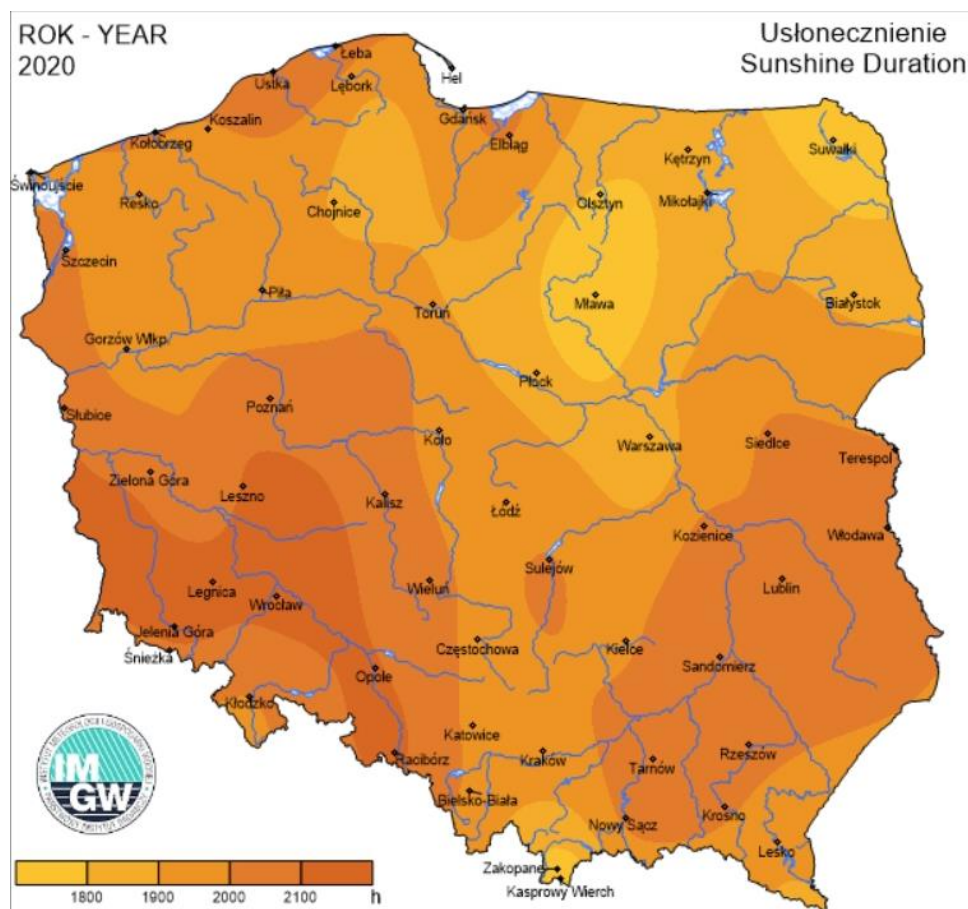 ROK - YEAR
2020
Usłonecznienie
Sunshine Duration
Łeba
Hel
Ustka
Lębork
Gdańsk
Koszalin
Kołobrzeg
Elbląg
Suwałki
Kętrzyn
Świnoujście
Resko
Chojnice
Olsztyn
Mikołajki
Szczecin
Piła
Toruń
Mława
Białystok
Gorzów Wlkp.
Płock
Słubice
Poznań
Koło
Warszawa
Siedlce
Terespol
Zielona Góra
Leszno
Kalisz
Łódź
Kozienice
Włodawa
Sulejów
Legnica
Wrocław
Wieluń
Lublin
Jelenia Góra
Śnieżka
Częstochowa
Kielce
Sandomierz
Opole
Kłodzko
Katowice
Kraków
Racibórz
Tarnów
Rzeszów
Bielsko-Biała
Nowy Sącz
Krosno
Lesko
Zakopane
Kasprowy Wierch
IM
GW
1800 1900 2000 2100 h